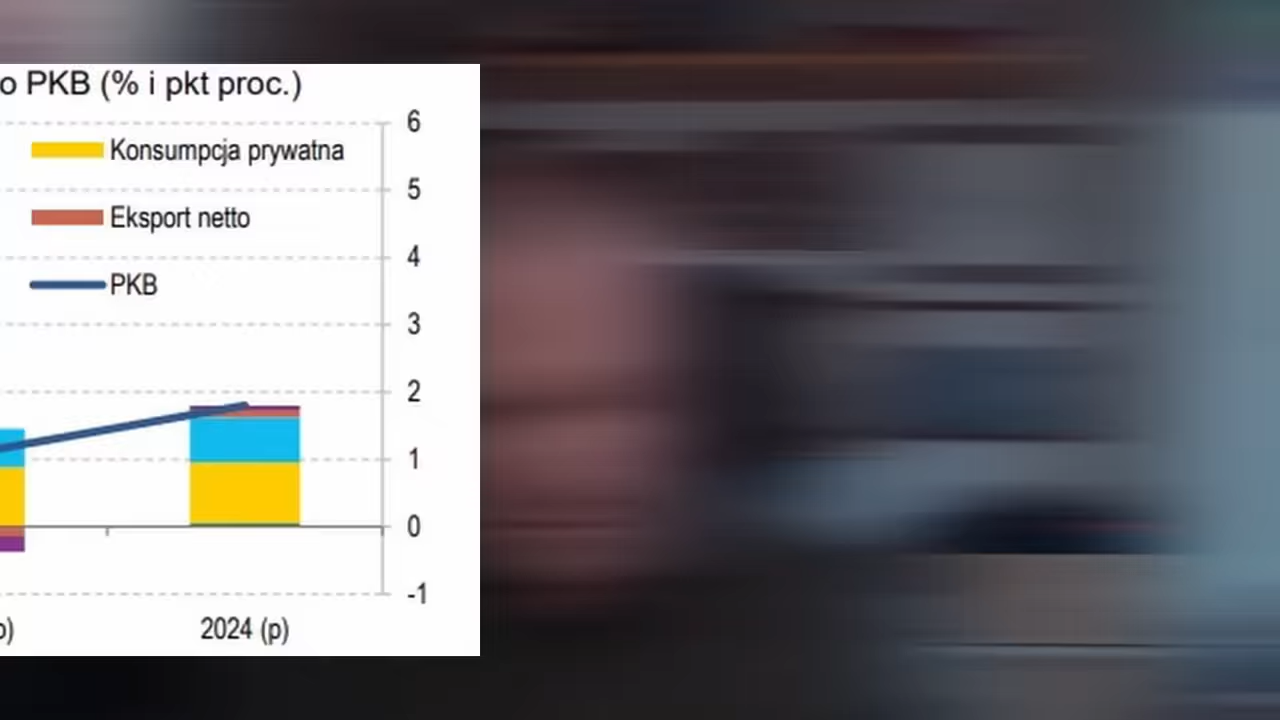 o PKB (% i pkt proc.)
6
Konsumpcja prywatna
5
Eksport netto
4
PKB
3
2
1
0
-1
2024 (p)